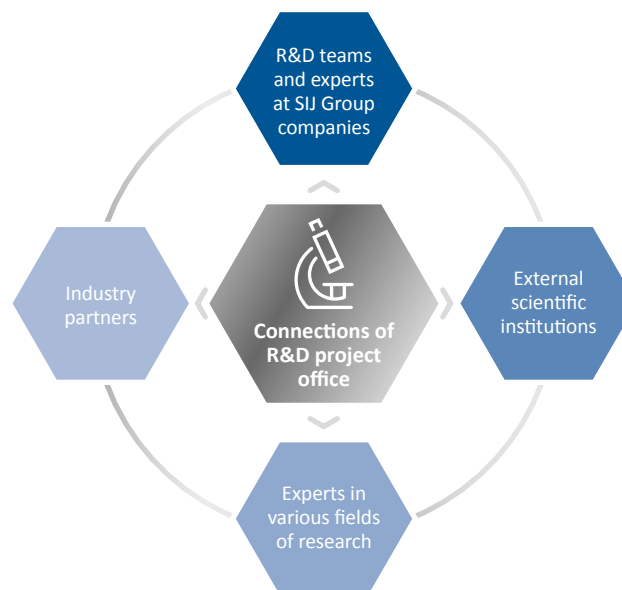 R&D teams
and experts
at SIJ Group
companies
Industry
partners
Connections of
R&D project
office
External
scientific
institutions
Experts in
various fields
of research